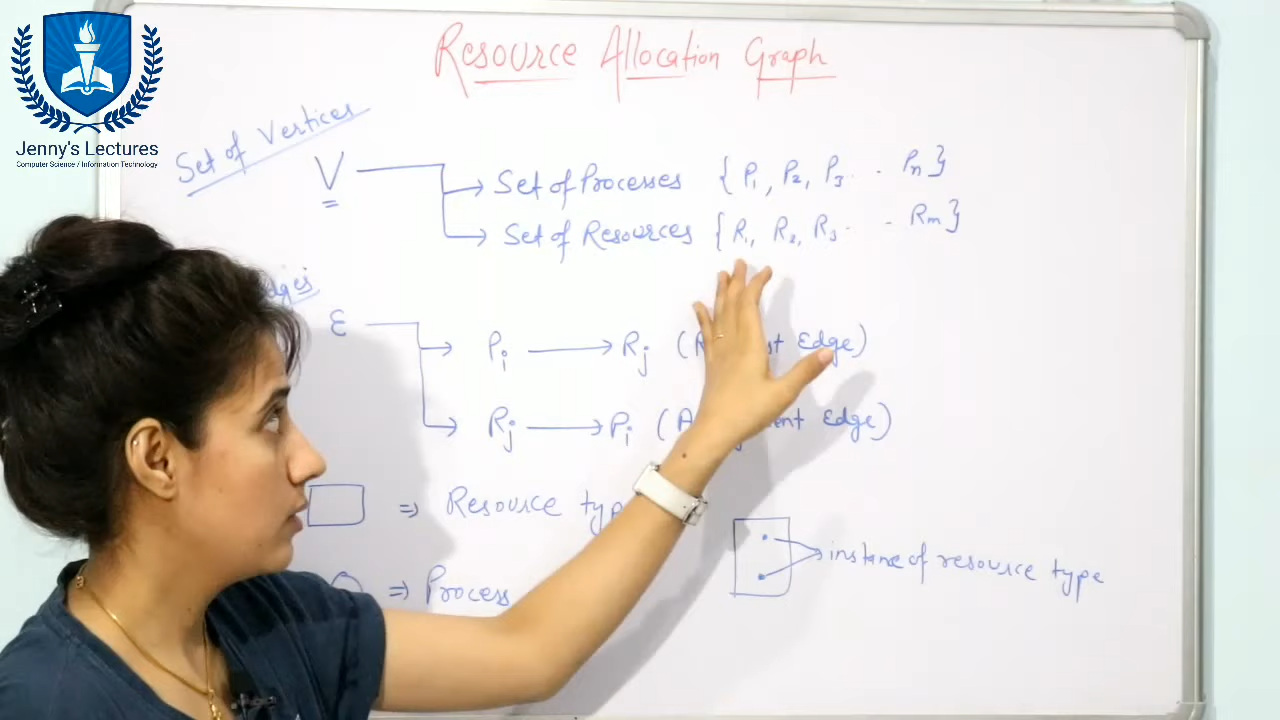 Jenny's Lectures
Computer Science / Information Technology
Resource Allocation Graph
Set of Vertices
V
Set of Processes { P1, P2, P3 . . Pn }
Set of Resources { R1, R2, R3 . . Rm }
E
Pi → Rj ( Edge)
Rj → Pi ( Edge)
⇒ Resource
⇒ Process
instance of resource type